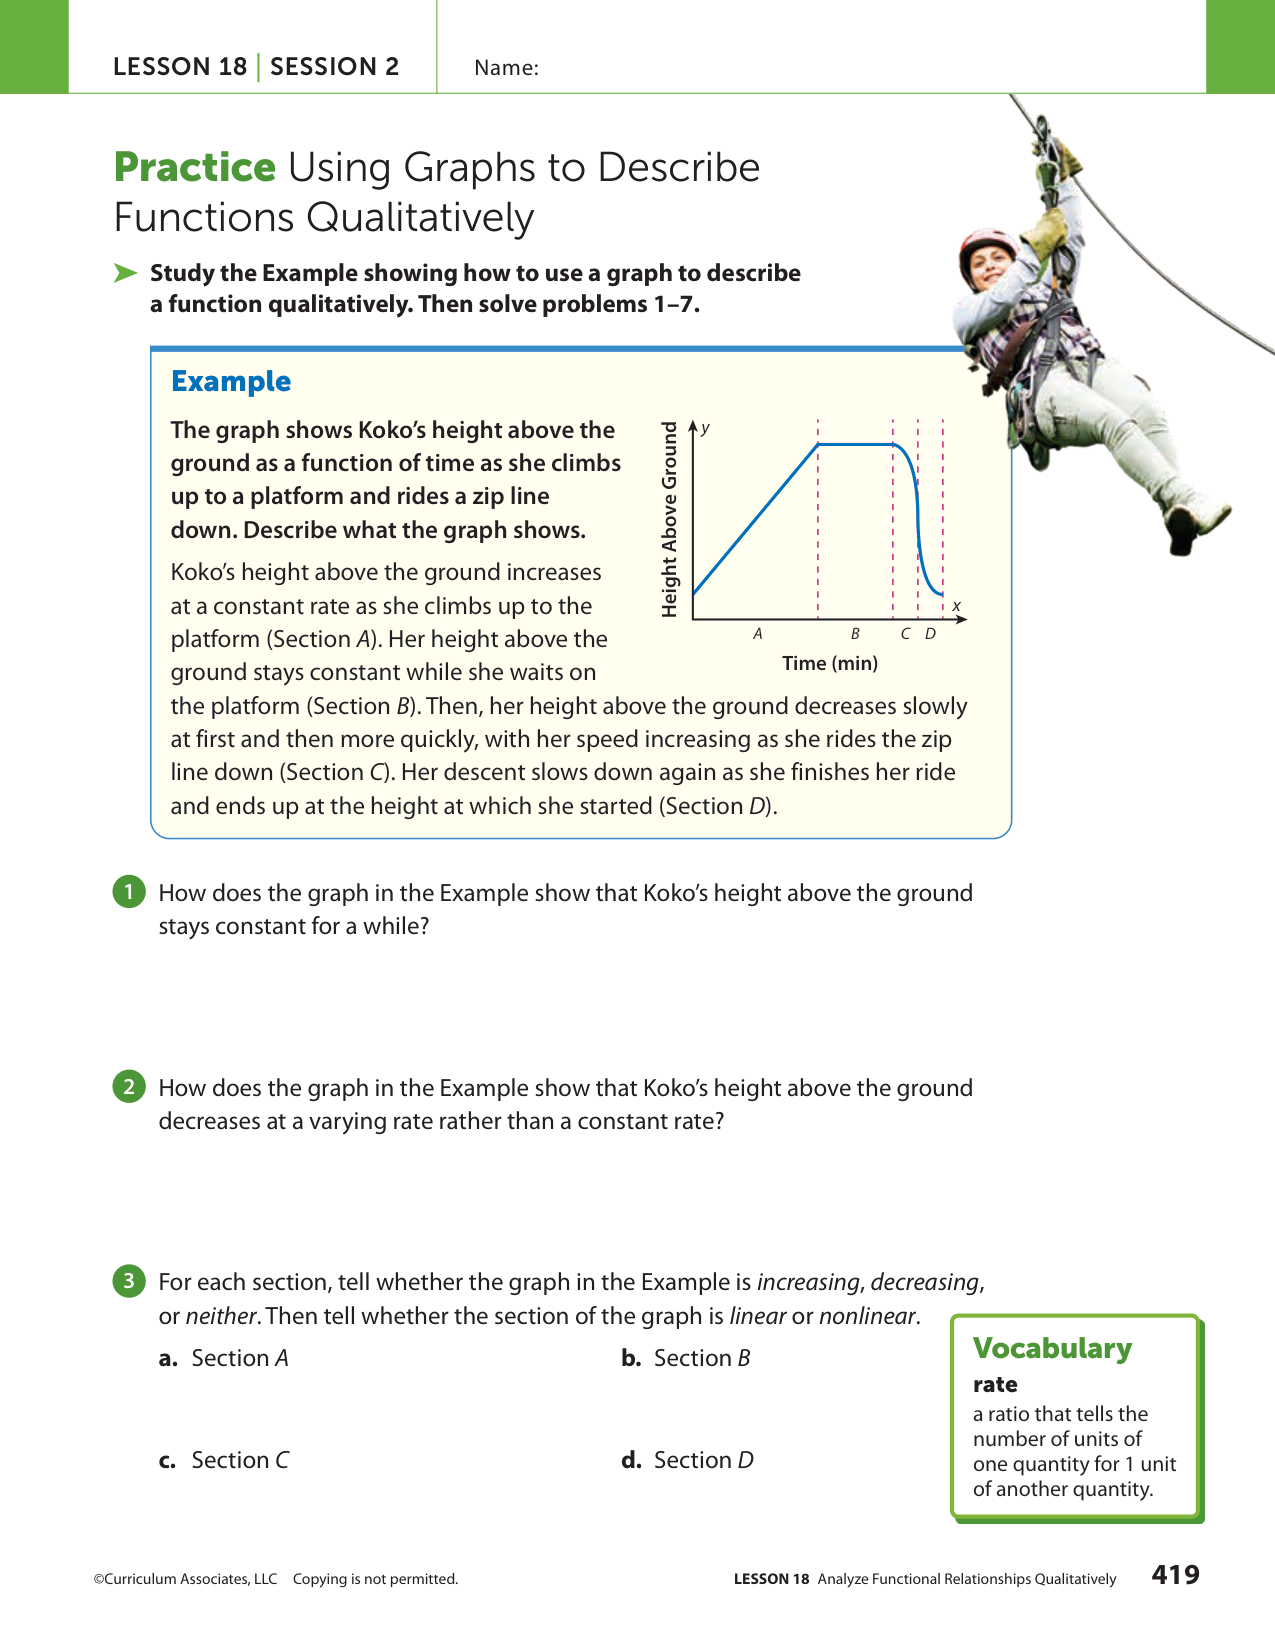 LESSON 18 | SESSION 2
Name:
Practice Using Graphs to Describe
Functions Qualitatively
Study the Example showing how to use a graph to describe
a function qualitatively. Then solve problems 1–7.
Example
The graph shows Koko’s height above the
ground as a function of time as she climbs
up to a platform and rides a zip line
down. Describe what the graph shows.
Koko’s height above the ground increases
at a constant rate as she climbs up to the
platform (Section A). Her height above the
ground stays constant while she waits on
the platform (Section B). Then, her height above the ground decreases slowly
at first and then more quickly, with her speed increasing as she rides the zip
line down (Section C). Her descent slows down again as she finishes her ride
and ends up at the height at which she started (Section D).
Height Above Ground
y
x
A B C D
Time (min)
1 How does the graph in the Example show that Koko’s height above the ground
stays constant for a while?
2 How does the graph in the Example show that Koko’s height above the ground
decreases at a varying rate rather than a constant rate?
3 For each section, tell whether the graph in the Example is increasing, decreasing,
or neither. Then tell whether the section of the graph is linear or nonlinear.
a. Section A
b. Section B
c. Section C
d. Section D
Vocabulary
rate
a ratio that tells the
number of units of
one quantity for 1 unit
of another quantity.
©Curriculum Associates, LLC Copying is not permitted.
LESSON 18 Analyze Functional Relationships Qualitatively 419